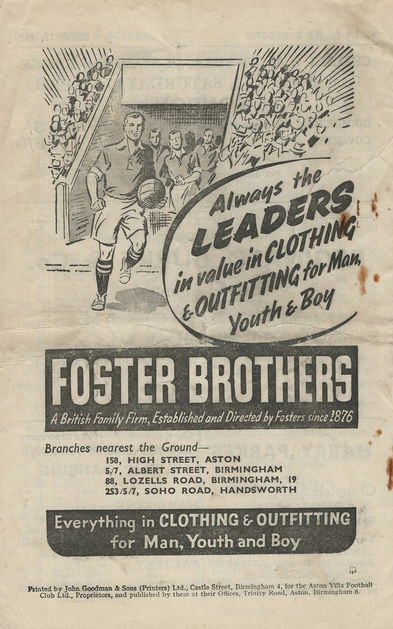 Always the
LEADERS
in value in CLOTHING
& OUTFITTING for Man,
Youth & Boy
FOSTER BROTHERS
A British Family Firm, Established and Directed by Fosters since 1876
Branches nearest the Ground—
158, HIGH STREET, ASTON
5/7, ALBERT STREET, BIRMINGHAM
88, LOZELLS ROAD, BIRMINGHAM, 19
253/5/7, SOHO ROAD, HANDSWORTH
Everything in CLOTHING & OUTFITTING
for Man, Youth and Boy
Printed by John Goodman & Sons (Printers) Ltd., Castle Street, Birmingham 4, for the Aston Villa Football
Club Ltd., Proprietors, and published by them at their Offices, Trinity Road, Aston, Birmingham 6.